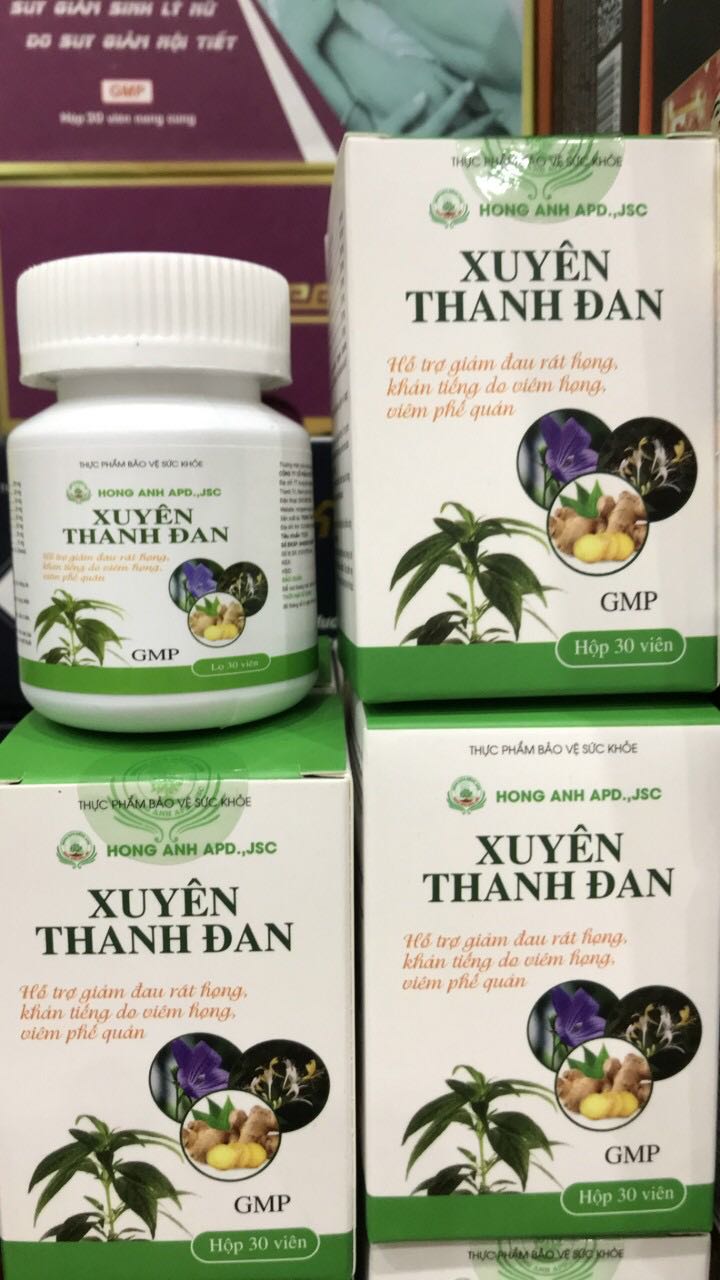 SUY GIẢM SINH LÝ NỮ
DO SUY GIẢM NỘI TIẾT
GMP
Hộp 30 viên nang cứng
THỰC PHẨM BẢO VỆ SỨC KHỎE
HONG ANH APD.,JSC
XUYÊN
THANH ĐAN
Hỗ trợ giảm đau rát họng,
khản tiếng do viêm họng,
viêm phế quản
GMP
Hộp 30 viên
THỰC PHẨM BẢO VỆ SỨC KHỎE
HONG ANH APD.,JSC
XUYÊN
THANH ĐAN
Hỗ trợ giảm đau rát họng,
khản tiếng do viêm họng,
viêm phế quản
GMP
Lọ 30 viên
THỰC PHẨM BẢO VỆ SỨC KHỎE
HONG ANH APD.,JSC
XUYÊN
THANH ĐAN
Hỗ trợ giảm đau rát họng,
khản tiếng do viêm họng,
viêm phế quản
GMP
Hộp 30 viên
THỰC PHẨM BẢO VỆ SỨC KHỎE
HONG ANH APD.,JSC
XUYÊN
THANH ĐAN
Hỗ trợ giảm đau rát họng,
khản tiếng do viêm họng,
viêm phế quản
GMP
Hộp 30 viên
THỰC PHẨM BẢO VỆ SỨC KHỎE